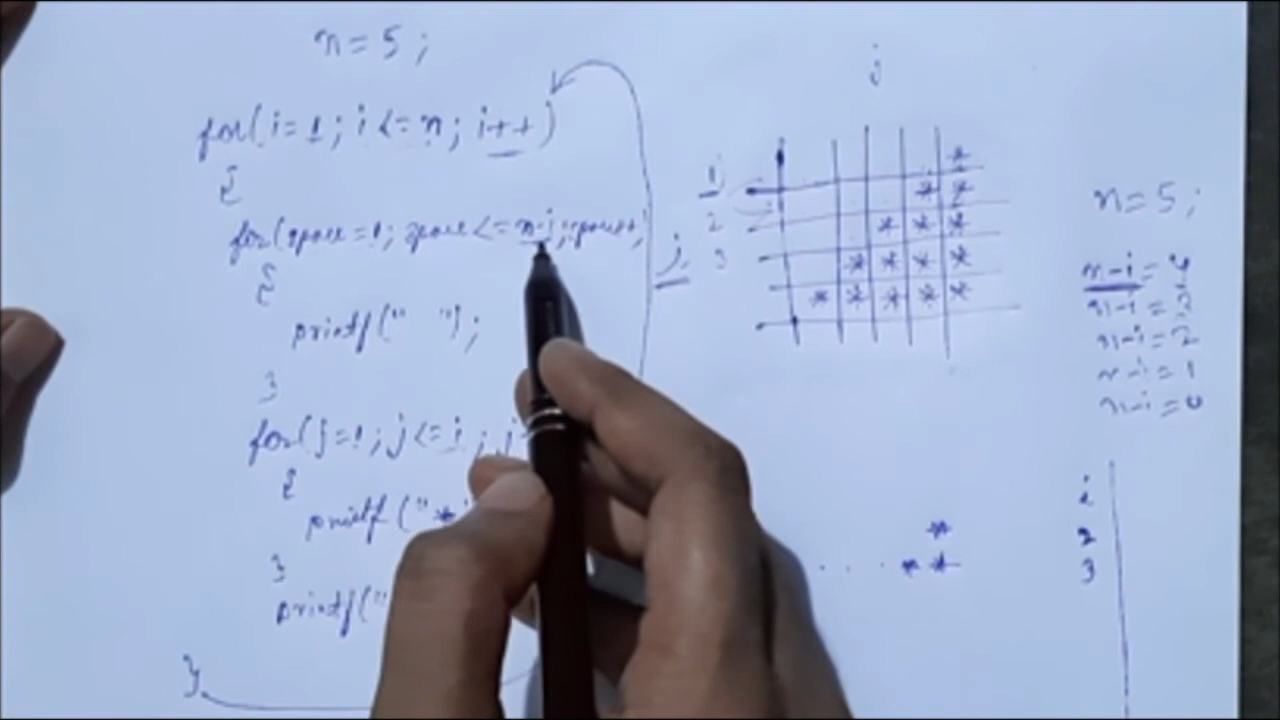 n = 5 ;
for(i = 1 ; i <= n ; i++)
{
for(space = 1; space <= n-i; space++)
{
printf(" ");
}
for(j = 1 ; j <= i ; j
{
printf("*
}
printf("
}
j
1
2
3
i
*
* *
* * *
* * * *
* * * * *
n = 5 ;
n-i = 4
n-i = 3
n-i = 2
n-i = 1
n-i = 0
*
. . . * *
i
2
3